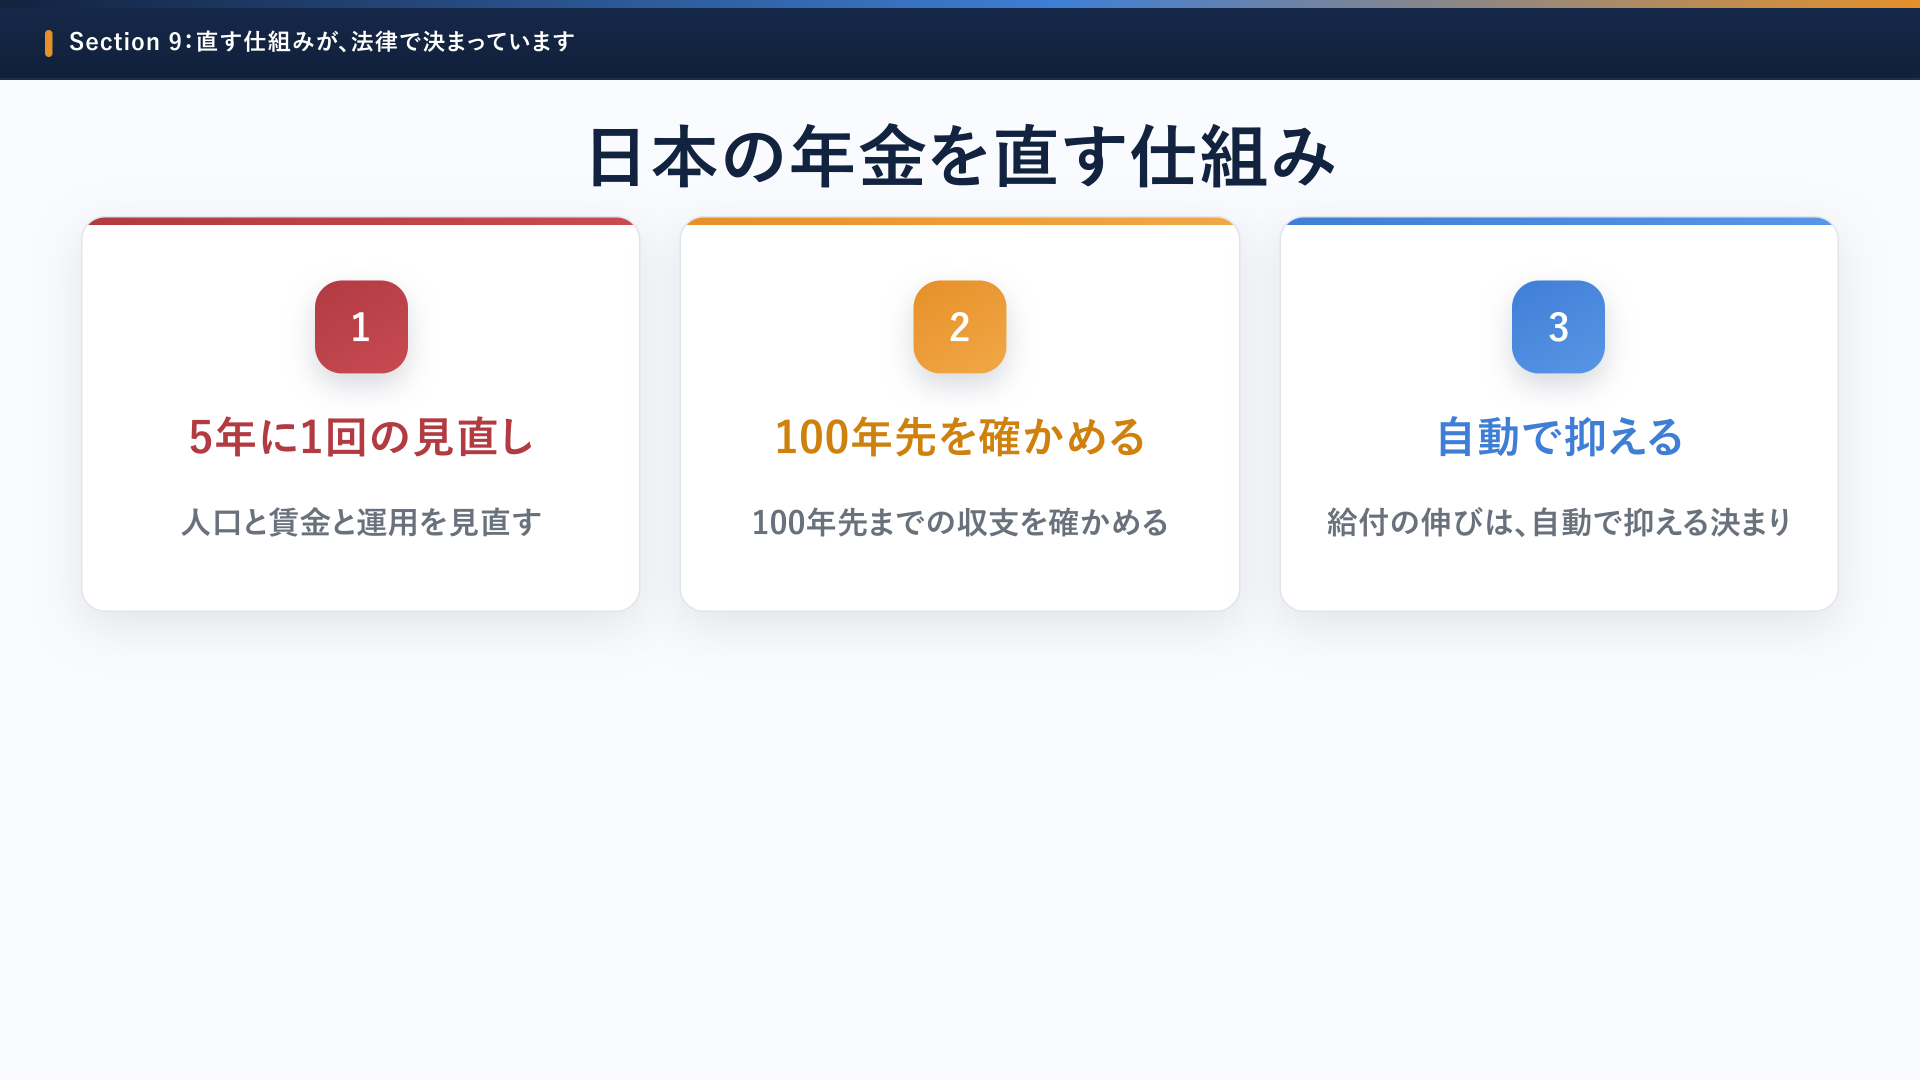 Section 9：直す仕組みが、法律で決まっています
日本の年金を直す仕組み
1
5年に1回の見直し
人口と賃金と運用を見直す
2
100年先を確かめる
100年先までの収支を確かめる
3
自動で抑える
給付の伸びは、自動で抑える決まり